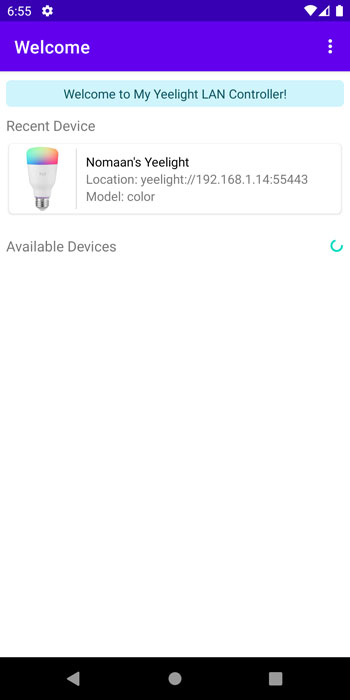 6:55
Welcome
Welcome to My Yeelight LAN Controller!
Recent Device
Nomaan's Yeelight
Location: yeelight://192.168.1.14:55443
Model: color
Available Devices